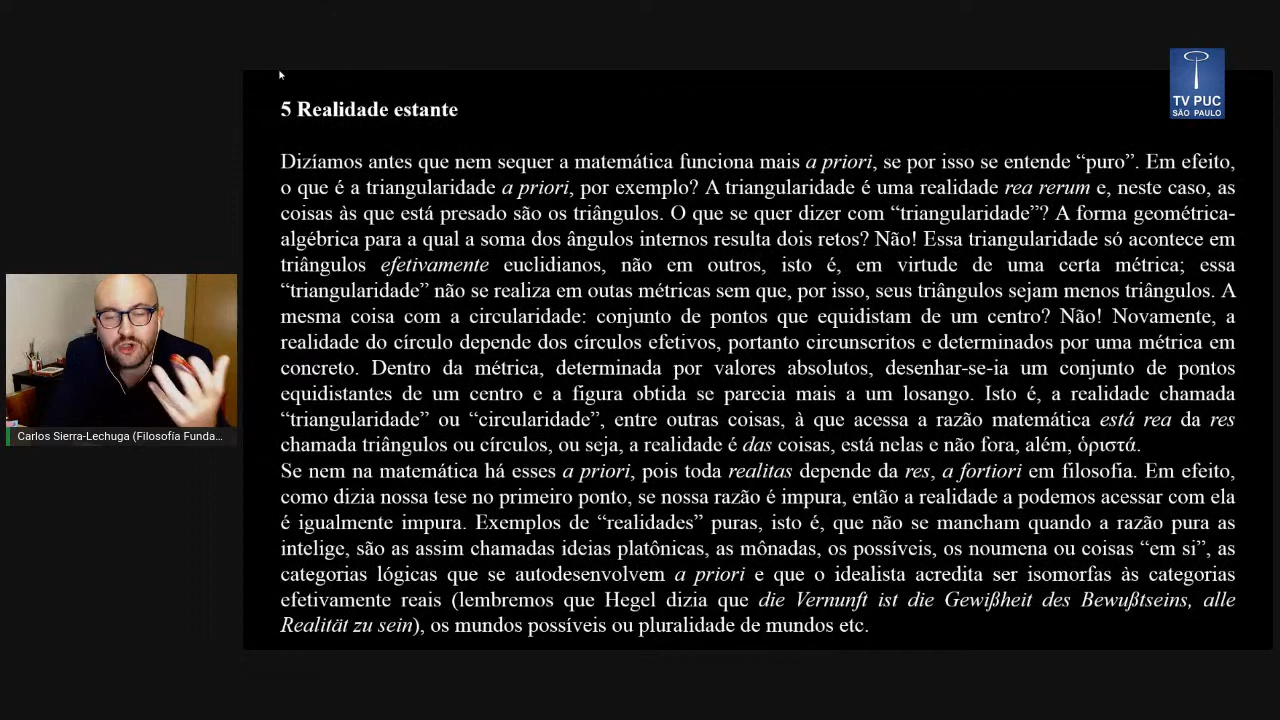 TV PUC
SÃO PAULO
5 Realidade estante
Dizíamos antes que nem sequer a matemática funciona mais a priori, se por isso se entende “puro”. Em efeito,
o que é a triangularidade a priori, por exemplo? A triangularidade é uma realidade rea rerum e, neste caso, as
coisas às que está presado são os triângulos. O que se quer dizer com “triangularidade”? A forma geométrica-
algébrica para a qual a soma dos ângulos internos resulta dois retos? Não! Essa triangularidade só acontece em
triângulos efetivamente euclidianos, não em outros, isto é, em virtude de uma certa métrica; essa
“triangularidade” não se realiza em outas métricas sem que, por isso, seus triângulos sejam menos triângulos. A
mesma coisa com a circularidade: conjunto de pontos que equidistam de um centro? Não! Novamente, a
realidade do círculo depende dos círculos efetivos, portanto circunscritos e determinados por uma métrica em
concreto. Dentro da métrica, determinada por valores absolutos, desenhar-se-ia um conjunto de pontos
equidistantes de um centro e a figura obtida se parecia mais a um losango. Isto é, a realidade chamada
“triangularidade” ou “circularidade”, entre outras coisas, à que acessa a razão matemática está rea da res
chamada triângulos ou círculos, ou seja, a realidade é das coisas, está nelas e não fora, além, ὁριστά.
Se nem na matemática há esses a priori, pois toda realitas depende da res, a fortiori em filosofia. Em efeito,
como dizia nossa tese no primeiro ponto, se nossa razão é impura, então a realidade a podemos acessar com ela
é igualmente impura. Exemplos de “realidades” puras, isto é, que não se mancham quando a razão pura as
intelige, são as assim chamadas ideias platônicas, as mônadas, os possíveis, os noumena ou coisas “em si”, as
categorias lógicas que se autodesenvolvem a priori e que o idealista acredita ser isomorfas às categorias
efetivamente reais (lembremos que Hegel dizia que die Vernunft ist die Gewißheit des Bewußtseins, alle
Realität zu sein), os mundos possíveis ou pluralidade de mundos etc.
Carlos Sierra-Lechuga (Filosofía Funda...